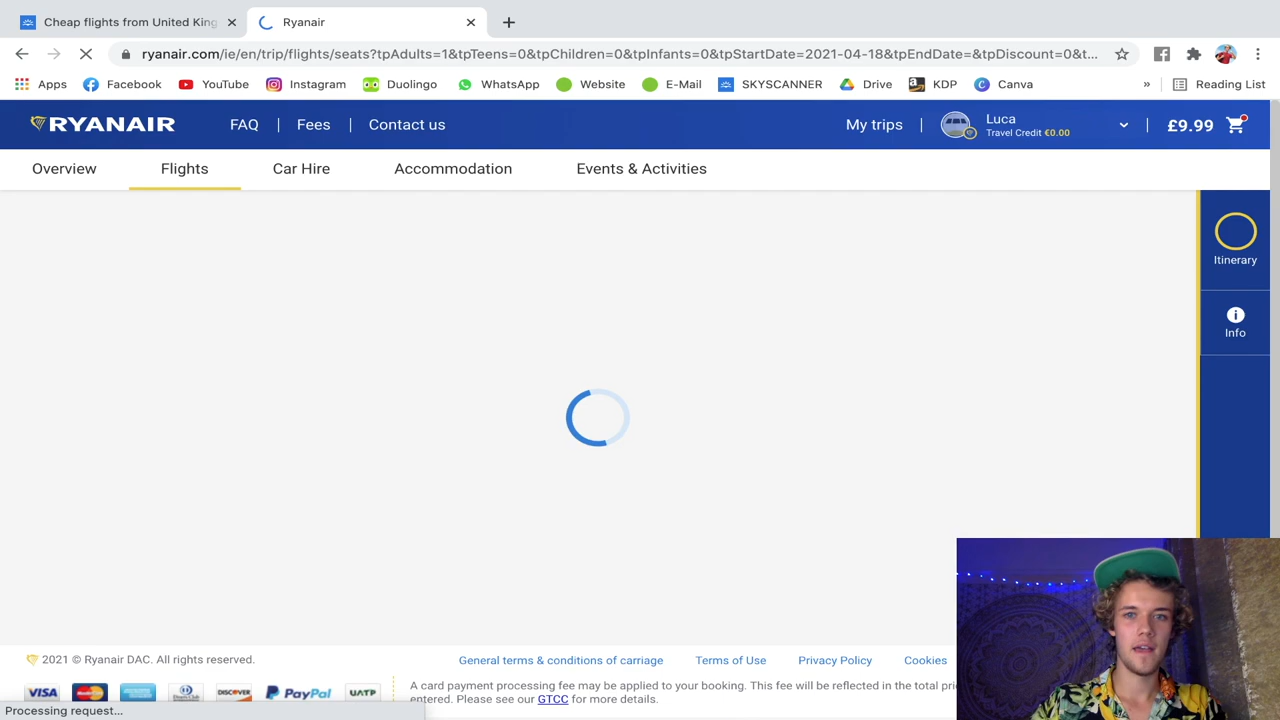 Cheap flights from United King
Ryanair
ryanair.com/ie/en/trip/flights/seats?tpAdults=1&tpTeens=0&tpChildren=0&tpInfants=0&tpStartDate=2021-04-18&tpEndDate=&tpDiscount=0&t...
Apps Facebook YouTube Instagram Duolingo WhatsApp Website E-Mail SKYSCANNER Drive KDP Canva » Reading List
RYANAIR FAQ | Fees | Contact us My trips | Luca | £9.99
Travel Credit €0.00
Overview Flights Car Hire Accommodation Events & Activities
Itinerary
Info
2021 © Ryanair DAC. All rights reserved. General terms & conditions of carriage Terms of Use Privacy Policy Cookies
A card payment processing fee may be applied to your booking. This fee will be reflected in the total pri
VISA MasterCard DISCOVER PayPal UATP
entered. Please see our GTCC for more details.
Processing request...